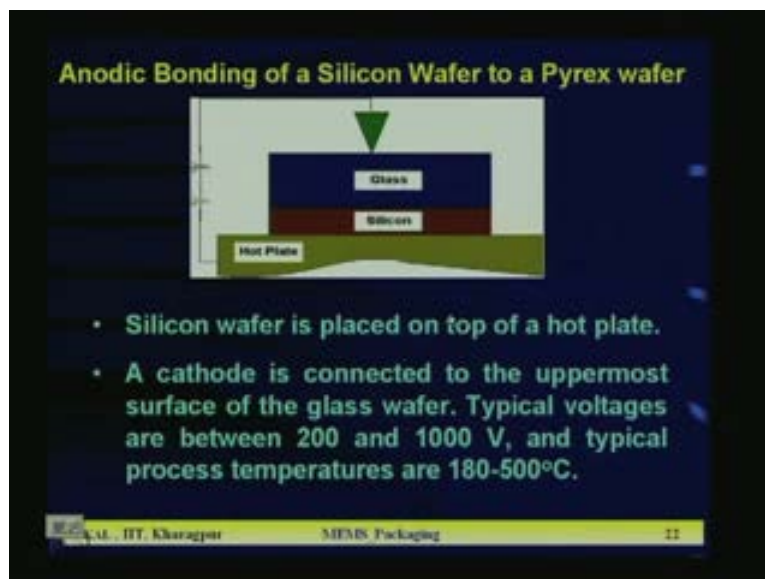 Anodic Bonding of a Silicon Wafer to a Pyrex wafer
Glass
Silicon
Hot Plate
• Silicon wafer is placed on top of a hot plate.
• A cathode is connected to the uppermost
surface of the glass wafer. Typical voltages
are between 200 and 1000 V, and typical
process temperatures are 180-500°C.
IIT, Kharagpur MEMS Packaging 22